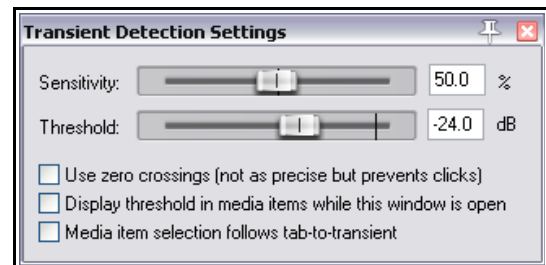 Transient Detection Settings
Sensitivity: 50.0 %
Threshold: -24.0 dB
Use zero crossings (not as precise but prevents clicks)
Display threshold in media items while this window is open
Media item selection follows tab-to-transient